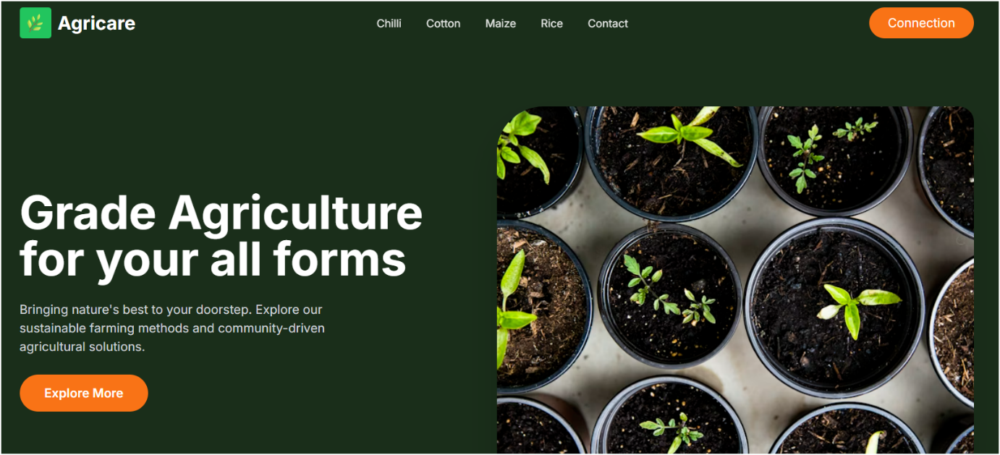 Agricare
Chilli
Cotton
Maize
Rice
Contact
Connection
Grade Agriculture
for your all forms
Bringing nature's best to your doorstep. Explore our
sustainable farming methods and community-driven
agricultural solutions.
Explore More